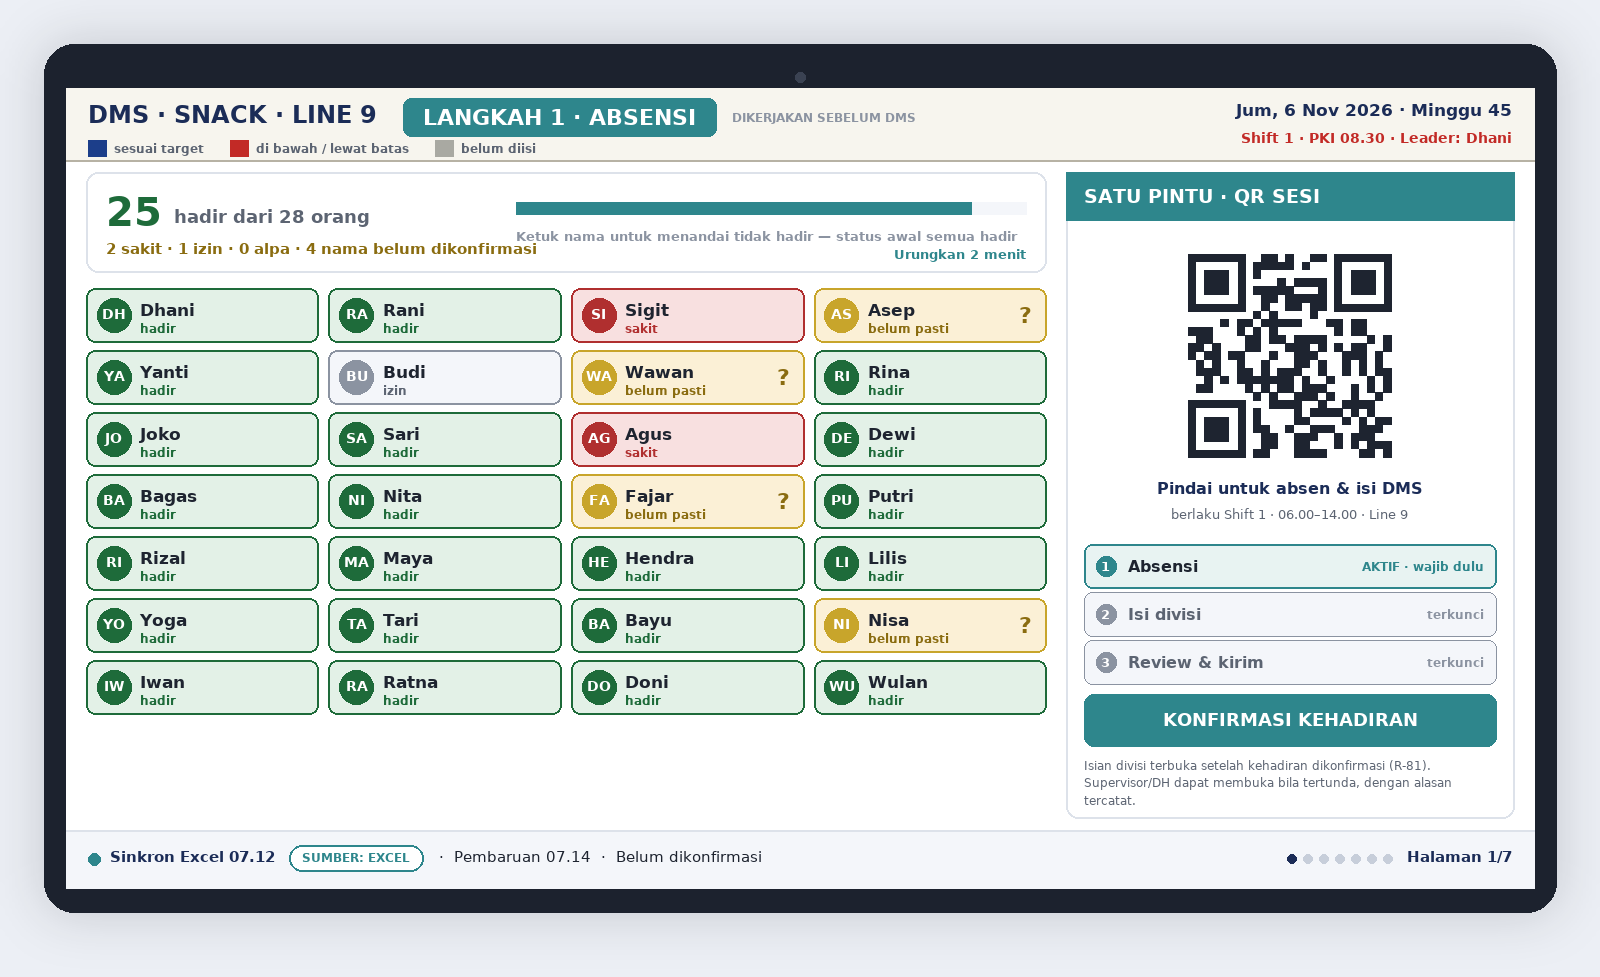 DMS · SNACK · LINE 9
LANGKAH 1 · ABSENSI
DIKERJAKAN SEBELUM DMS
Jum, 6 Nov 2026 · Minggu 45
Shift 1 · PKI 08.30 · Leader: Dhani
sesuai target
di bawah / lewat batas
belum diisi
25 hadir dari 28 orang
2 sakit · 1 izin · 0 alpa · 4 nama belum dikonfirmasi
Ketuk nama untuk menandai tidak hadir — status awal semua hadir
Urungkan 2 menit
DH Dhani
hadir
RA Rani
hadir
SI Sigit
sakit
AS Asep ?
belum pasti
YA Yanti
hadir
BU Budi
izin
WA Wawan ?
belum pasti
RI Rina
hadir
JO Joko
hadir
SA Sari
hadir
AG Agus
sakit
DE Dewi
hadir
BA Bagas
hadir
NI Nita
hadir
FA Fajar ?
belum pasti
PU Putri
hadir
RI Rizal
hadir
MA Maya
hadir
HE Hendra
hadir
LI Lilis
hadir
YO Yoga
hadir
TA Tari
hadir
BA Bayu
hadir
NI Nisa ?
belum pasti
IW Iwan
hadir
RA Ratna
hadir
DO Doni
hadir
WU Wulan
hadir
SATU PINTU · QR SESI
Pindai untuk absen & isi DMS
berlaku Shift 1 · 06.00–14.00 · Line 9
1 Absensi AKTIF · wajib dulu
2 Isi divisi terkunci
3 Review & kirim terkunci
KONFIRMASI KEHADIRAN
Isian divisi terbuka setelah kehadiran dikonfirmasi (R-81).
Supervisor/DH dapat membuka bila tertunda, dengan alasan
tercatat.
Sinkron Excel 07.12
SUMBER: EXCEL
· Pembaruan 07.14 · Belum dikonfirmasi
Halaman 1/7